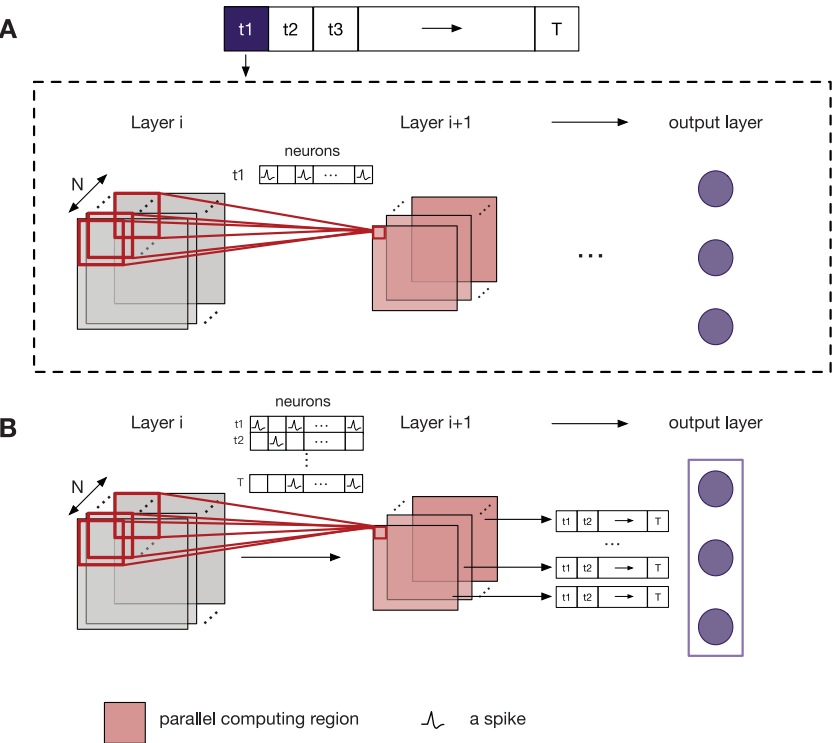 A
t1 t2 t3 T
Layer i Layer i+1 output layer
neurons
t1 ...
N
...
B
neurons
Layer i Layer i+1 output layer
t1 ...
t2 ...
T ...
N
t1 t2 T
...
t1 t2 T
t1 t2 T
parallel computing region a spike